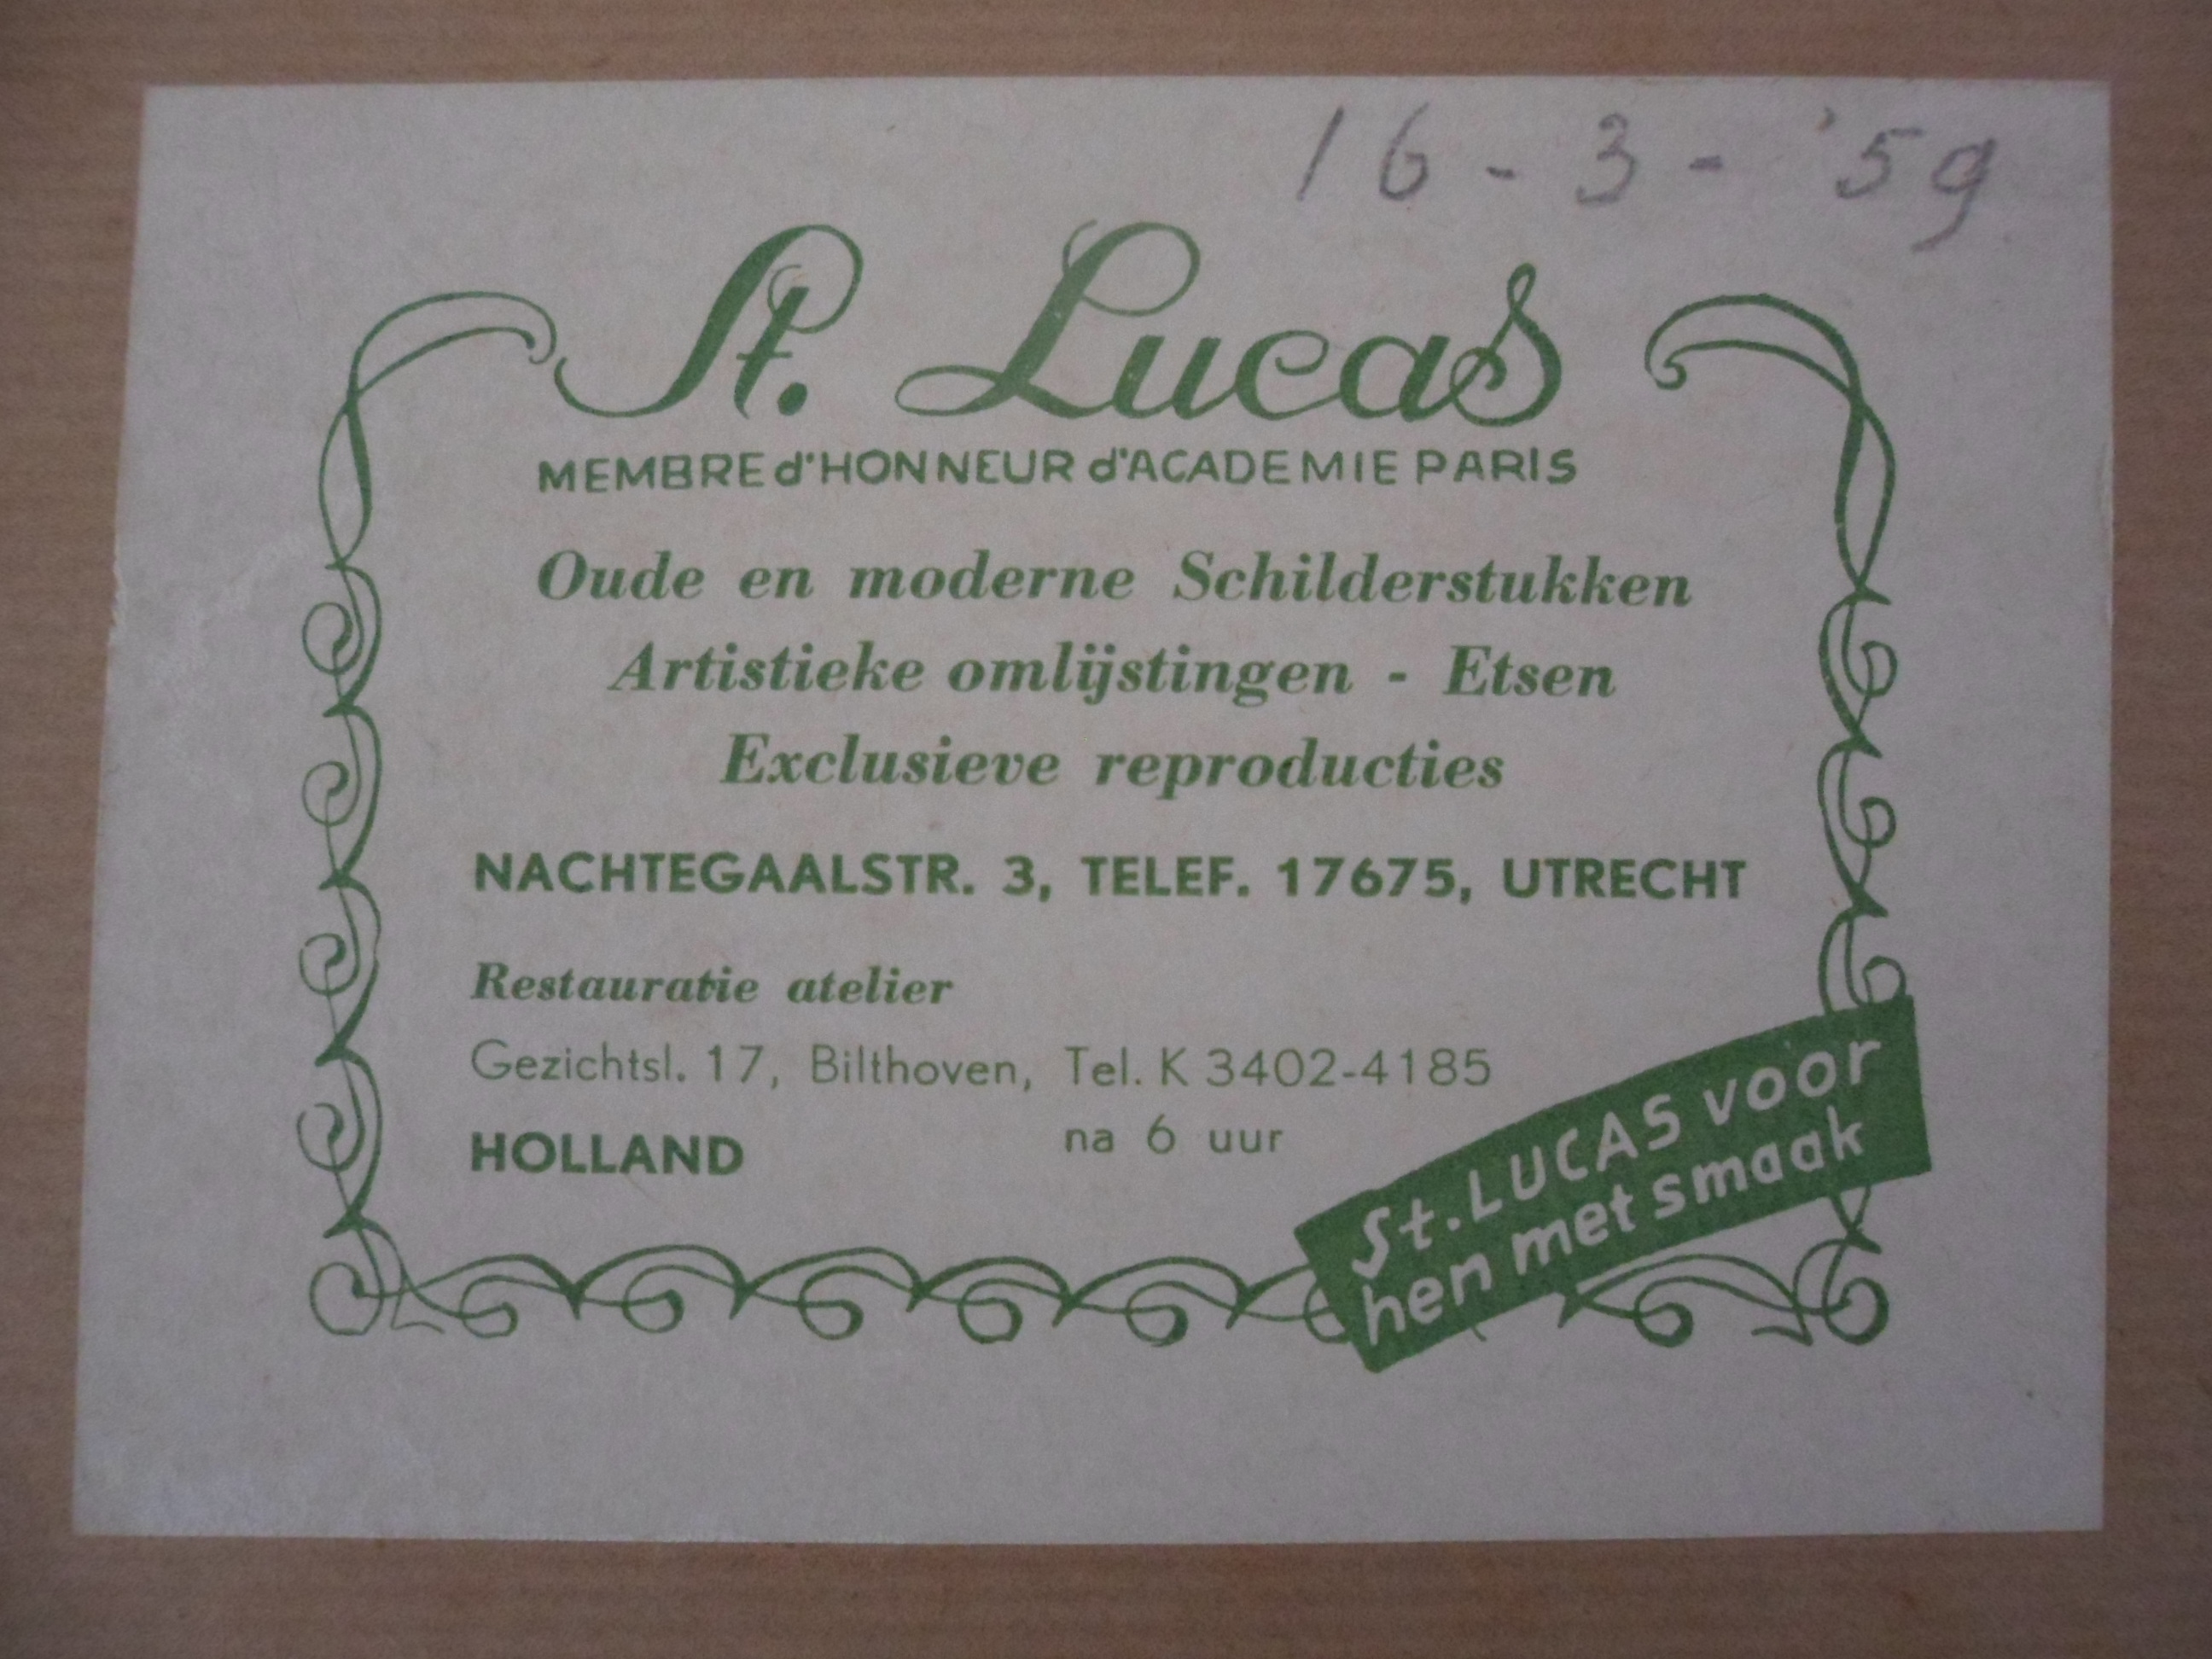 16 - 3 - '59
St. Lucas
MEMBRE d'HONNEUR d'ACADEMIE PARIS
Oude en moderne Schilderstukken
Artistieke omlijstingen - Etsen
Exclusieve reproducties
NACHTEGAALSTR. 3, TELEF. 17675, UTRECHT
Restauratie atelier
Gezichtsl. 17, Bilthoven, Tel. K 3402-4185
HOLLAND na 6 uur
St. LUCAS voor
hen met smaak